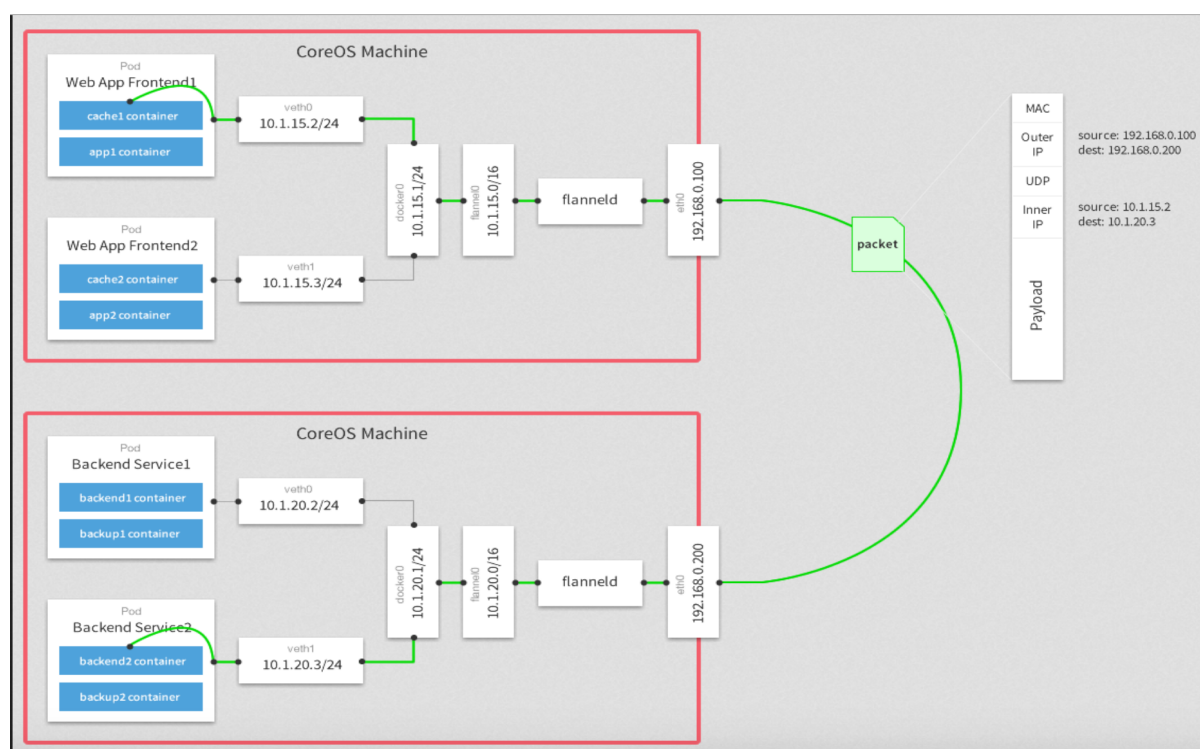 CoreOS Machine
Pod
Web App Frontend1
cache1 container
app1 container
veth0
10.1.15.2/24
Pod
Web App Frontend2
cache2 container
app2 container
veth1
10.1.15.3/24
docker0
10.1.15.1/24
flannel0
10.1.15.0/16
flanneld
eth0
192.168.0.100
packet
MAC
Outer
IP
source: 192.168.0.100
dest: 192.168.0.200
UDP
Inner
IP
source: 10.1.15.2
dest: 10.1.20.3
Payload
CoreOS Machine
Pod
Backend Service1
backend1 container
backup1 container
veth0
10.1.20.2/24
Pod
Backend Service2
backend2 container
backup2 container
veth1
10.1.20.3/24
docker0
10.1.20.1/24
flannel0
10.1.20.0/16
flanneld
eth0
192.168.0.200